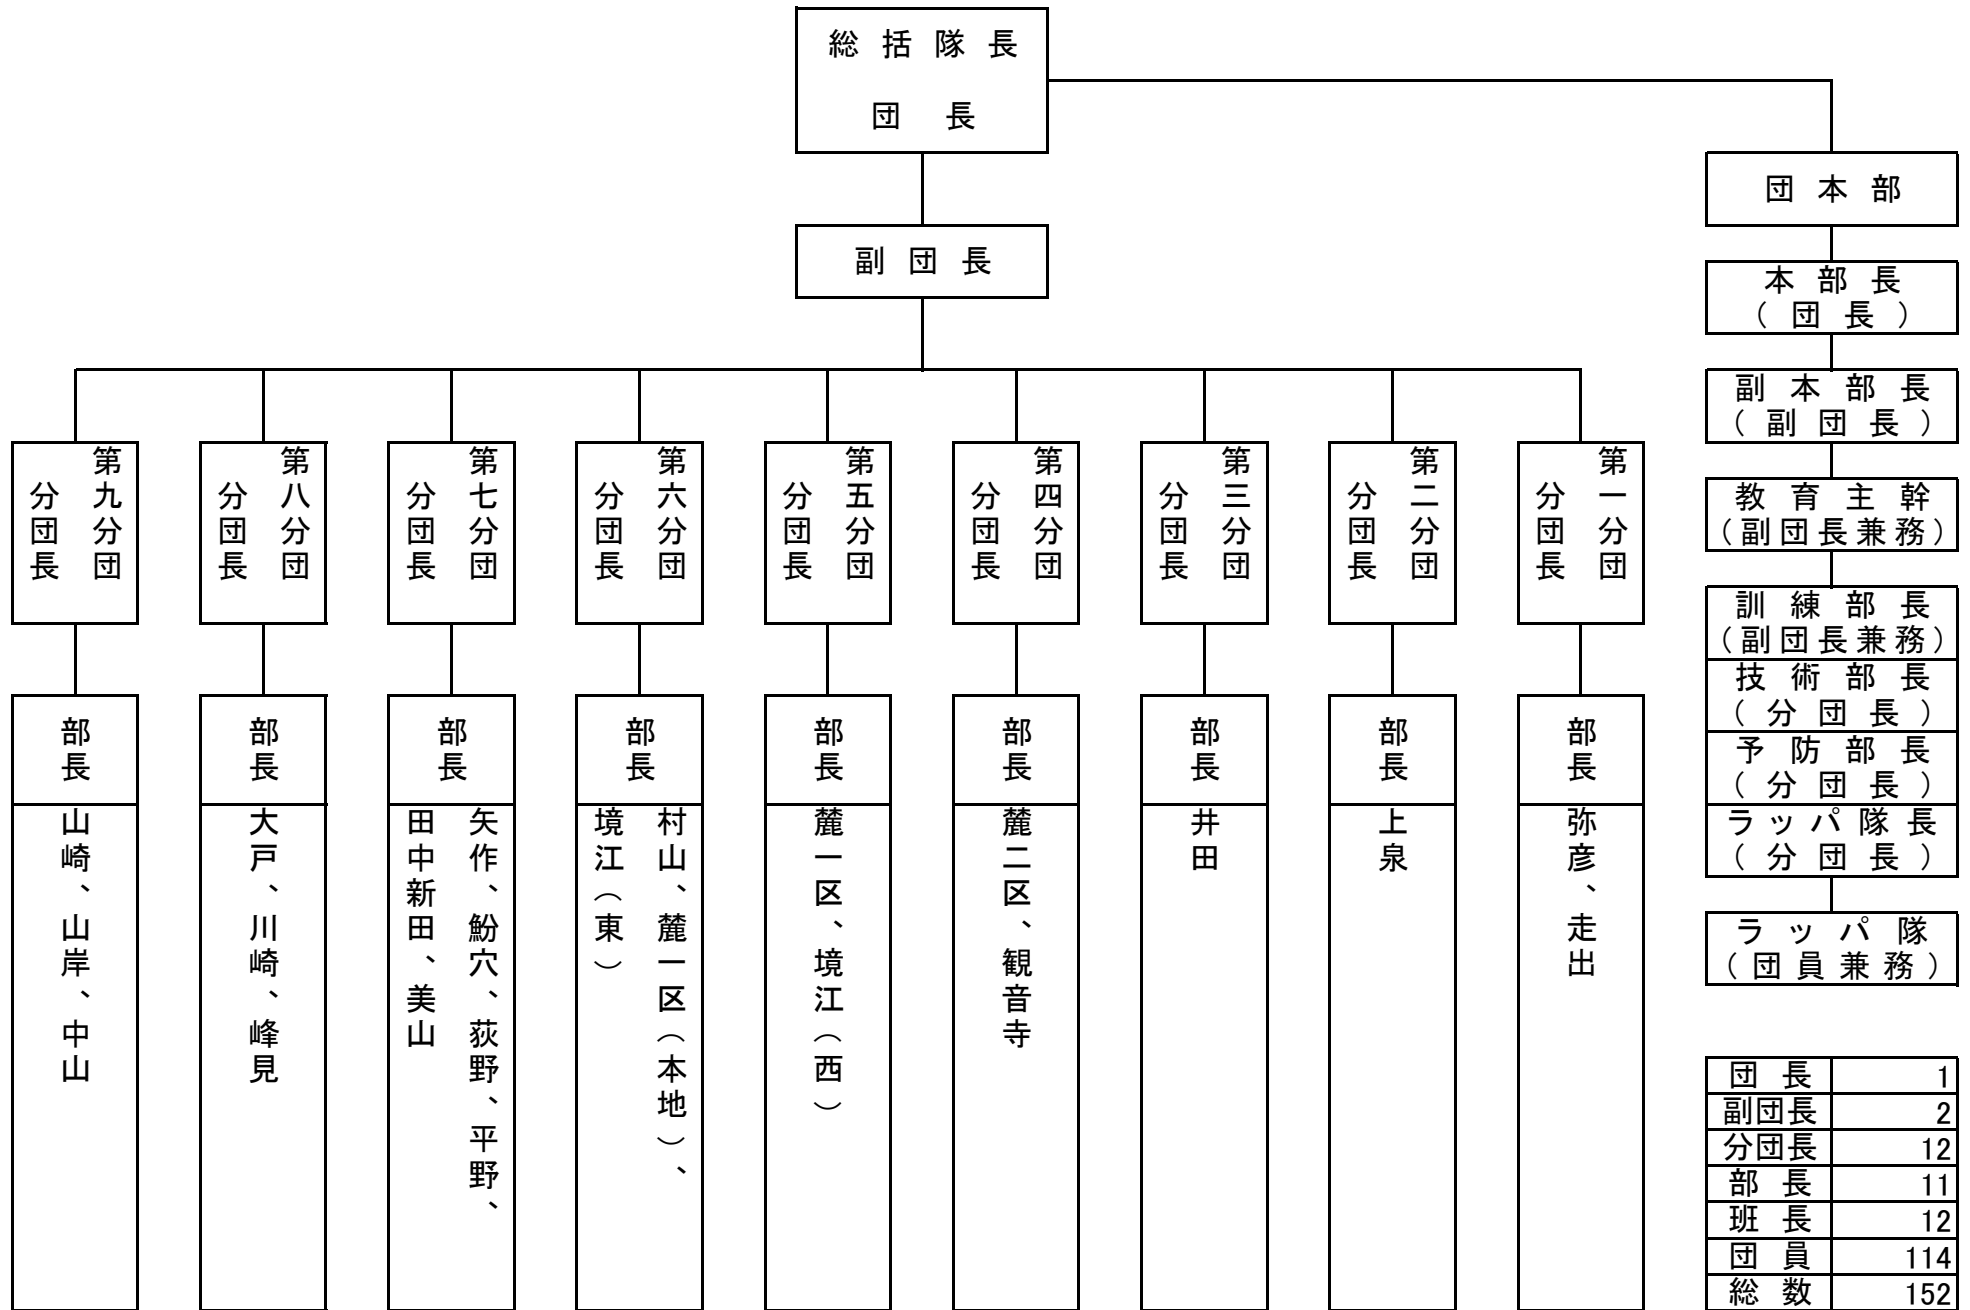 総括隊長
団長
団本部
副団長
本部長
（団長）
副本部長
（副団長）
教育主幹
（副団長兼務）
訓練部長
（副団長兼務）
技術部長
（分団長）
予防部長
（分団長）
ラッパ隊長
（分団長）
ラッパ隊
（団員兼務）
第一分団
分団長
第二分団
分団長
第三分団
分団長
第四分団
分団長
第五分団
分団長
第六分団
分団長
第七分団
分団長
第八分団
分団長
第九分団
分団長
部長
弥彦、走出
部長
上泉
部長
井田
部長
麓二区、観音寺
部長
麓一区、境江（西）
部長
村山、麓一区（本地）、
境江（東）
部長
矢作、魵穴、荻野、平野、
田中新田、美山
部長
大戸、川崎、峰見
部長
山崎、山岸、中山
団長 1
副団長 2
分団長 12
部長 11
班長 12
団員 114
総数 152